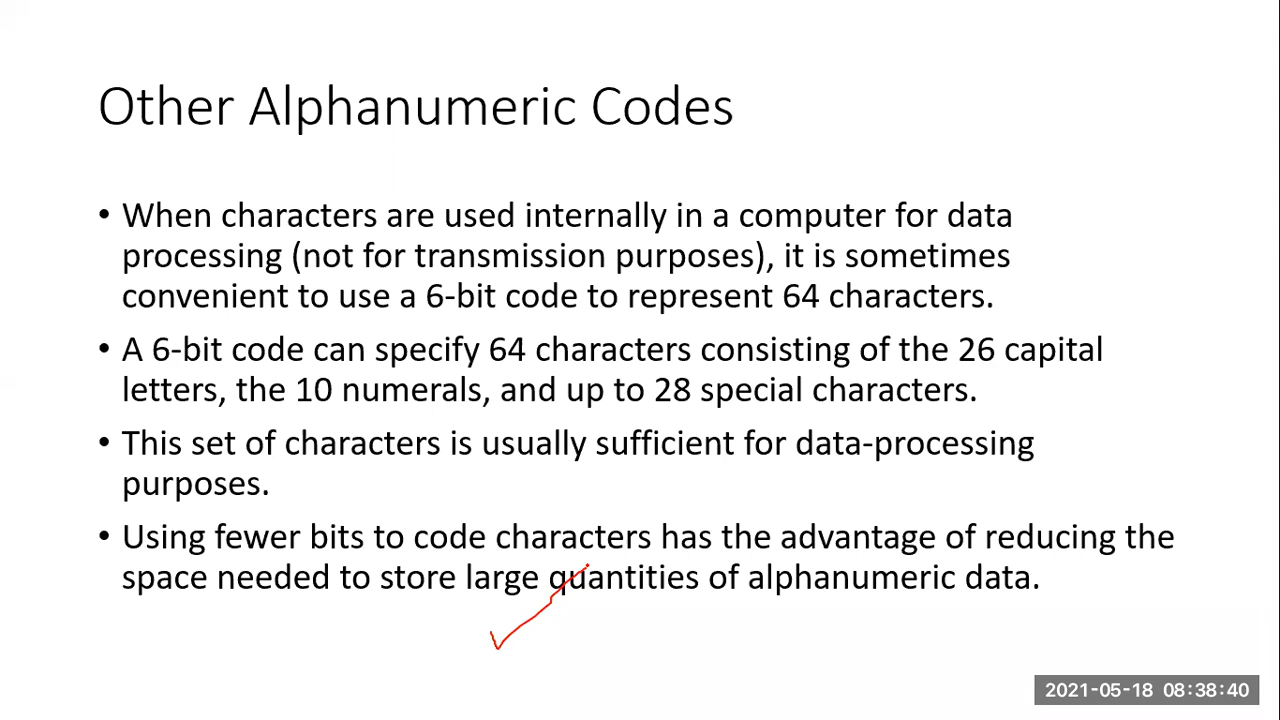 Other Alphanumeric Codes
• When characters are used internally in a computer for data
processing (not for transmission purposes), it is sometimes
convenient to use a 6-bit code to represent 64 characters.
• A 6-bit code can specify 64 characters consisting of the 26 capital
letters, the 10 numerals, and up to 28 special characters.
• This set of characters is usually sufficient for data-processing
purposes.
• Using fewer bits to code characters has the advantage of reducing the
space needed to store large quantities of alphanumeric data.
2021-05-18 08:38:40